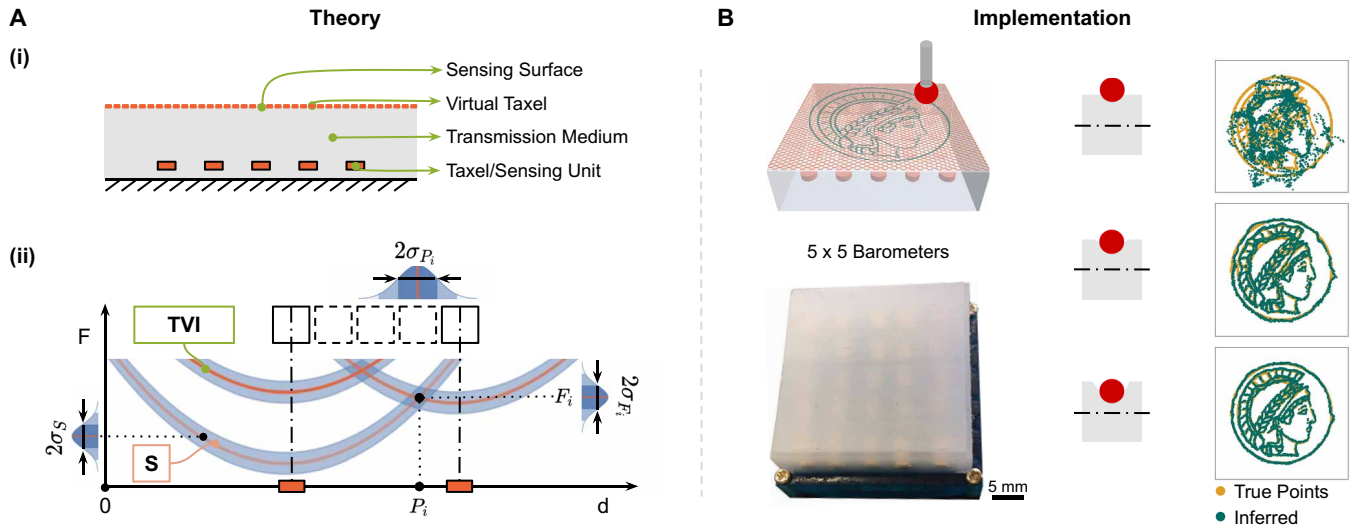 A
Theory
(i)
Sensing Surface
Virtual Taxel
Transmission Medium
Taxel/Sensing Unit
(ii)
2σ_{P_i}
F
TVI
F_i
2σ_{F_i}
2σ_S
S
0
P_i
d
B
Implementation
5 x 5 Barometers
5 mm
True Points
Inferred